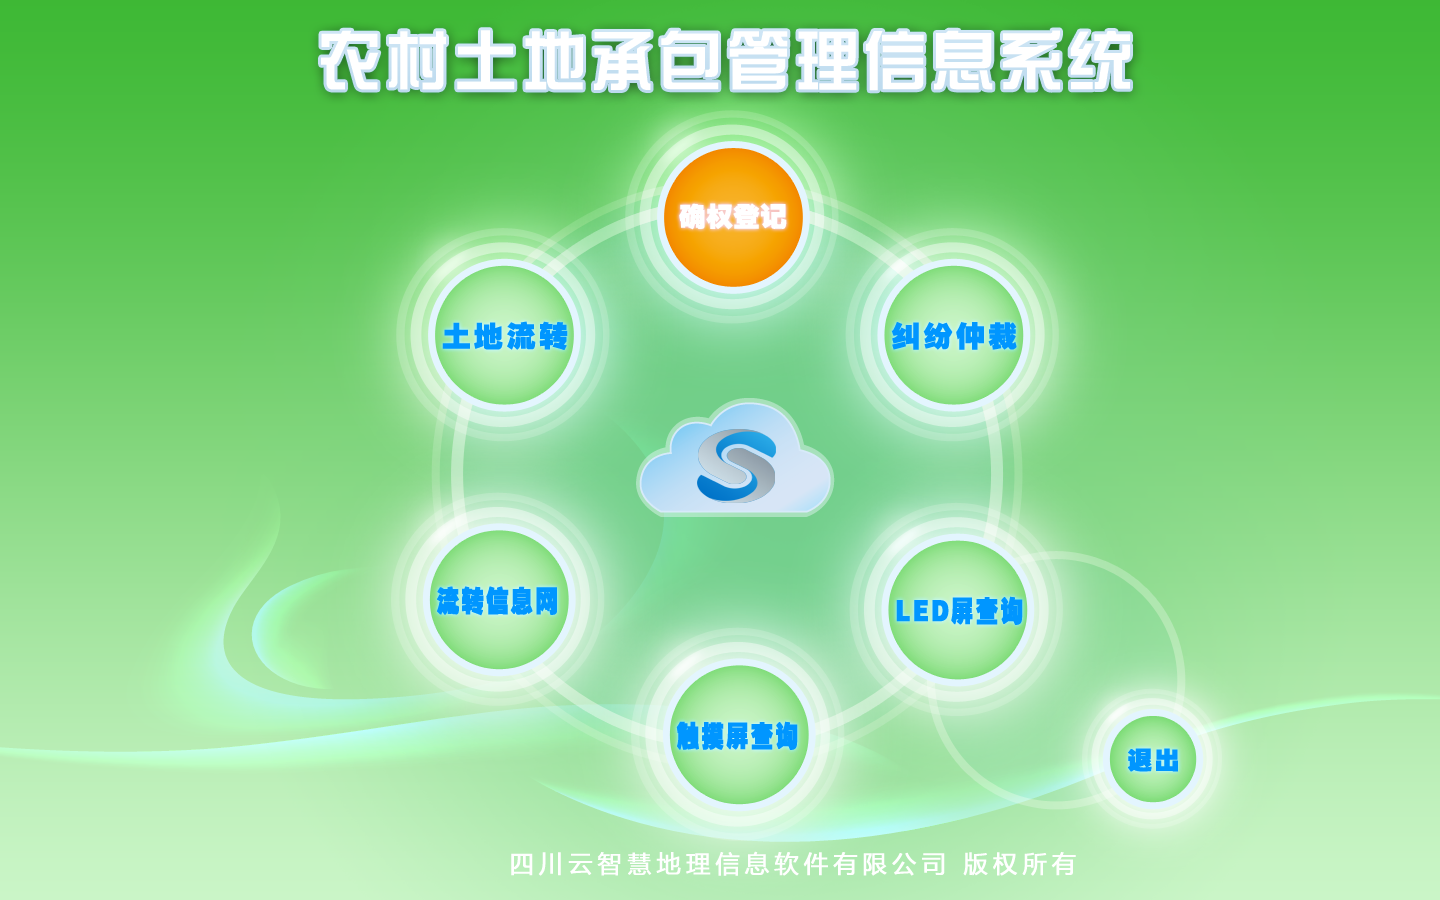 农村土地承包管理信息系统
确权登记
土地流转
纠纷仲裁
流转信息网
LED屏查询
触摸屏查询
退出
四川云智慧地理信息软件有限公司 版权所有